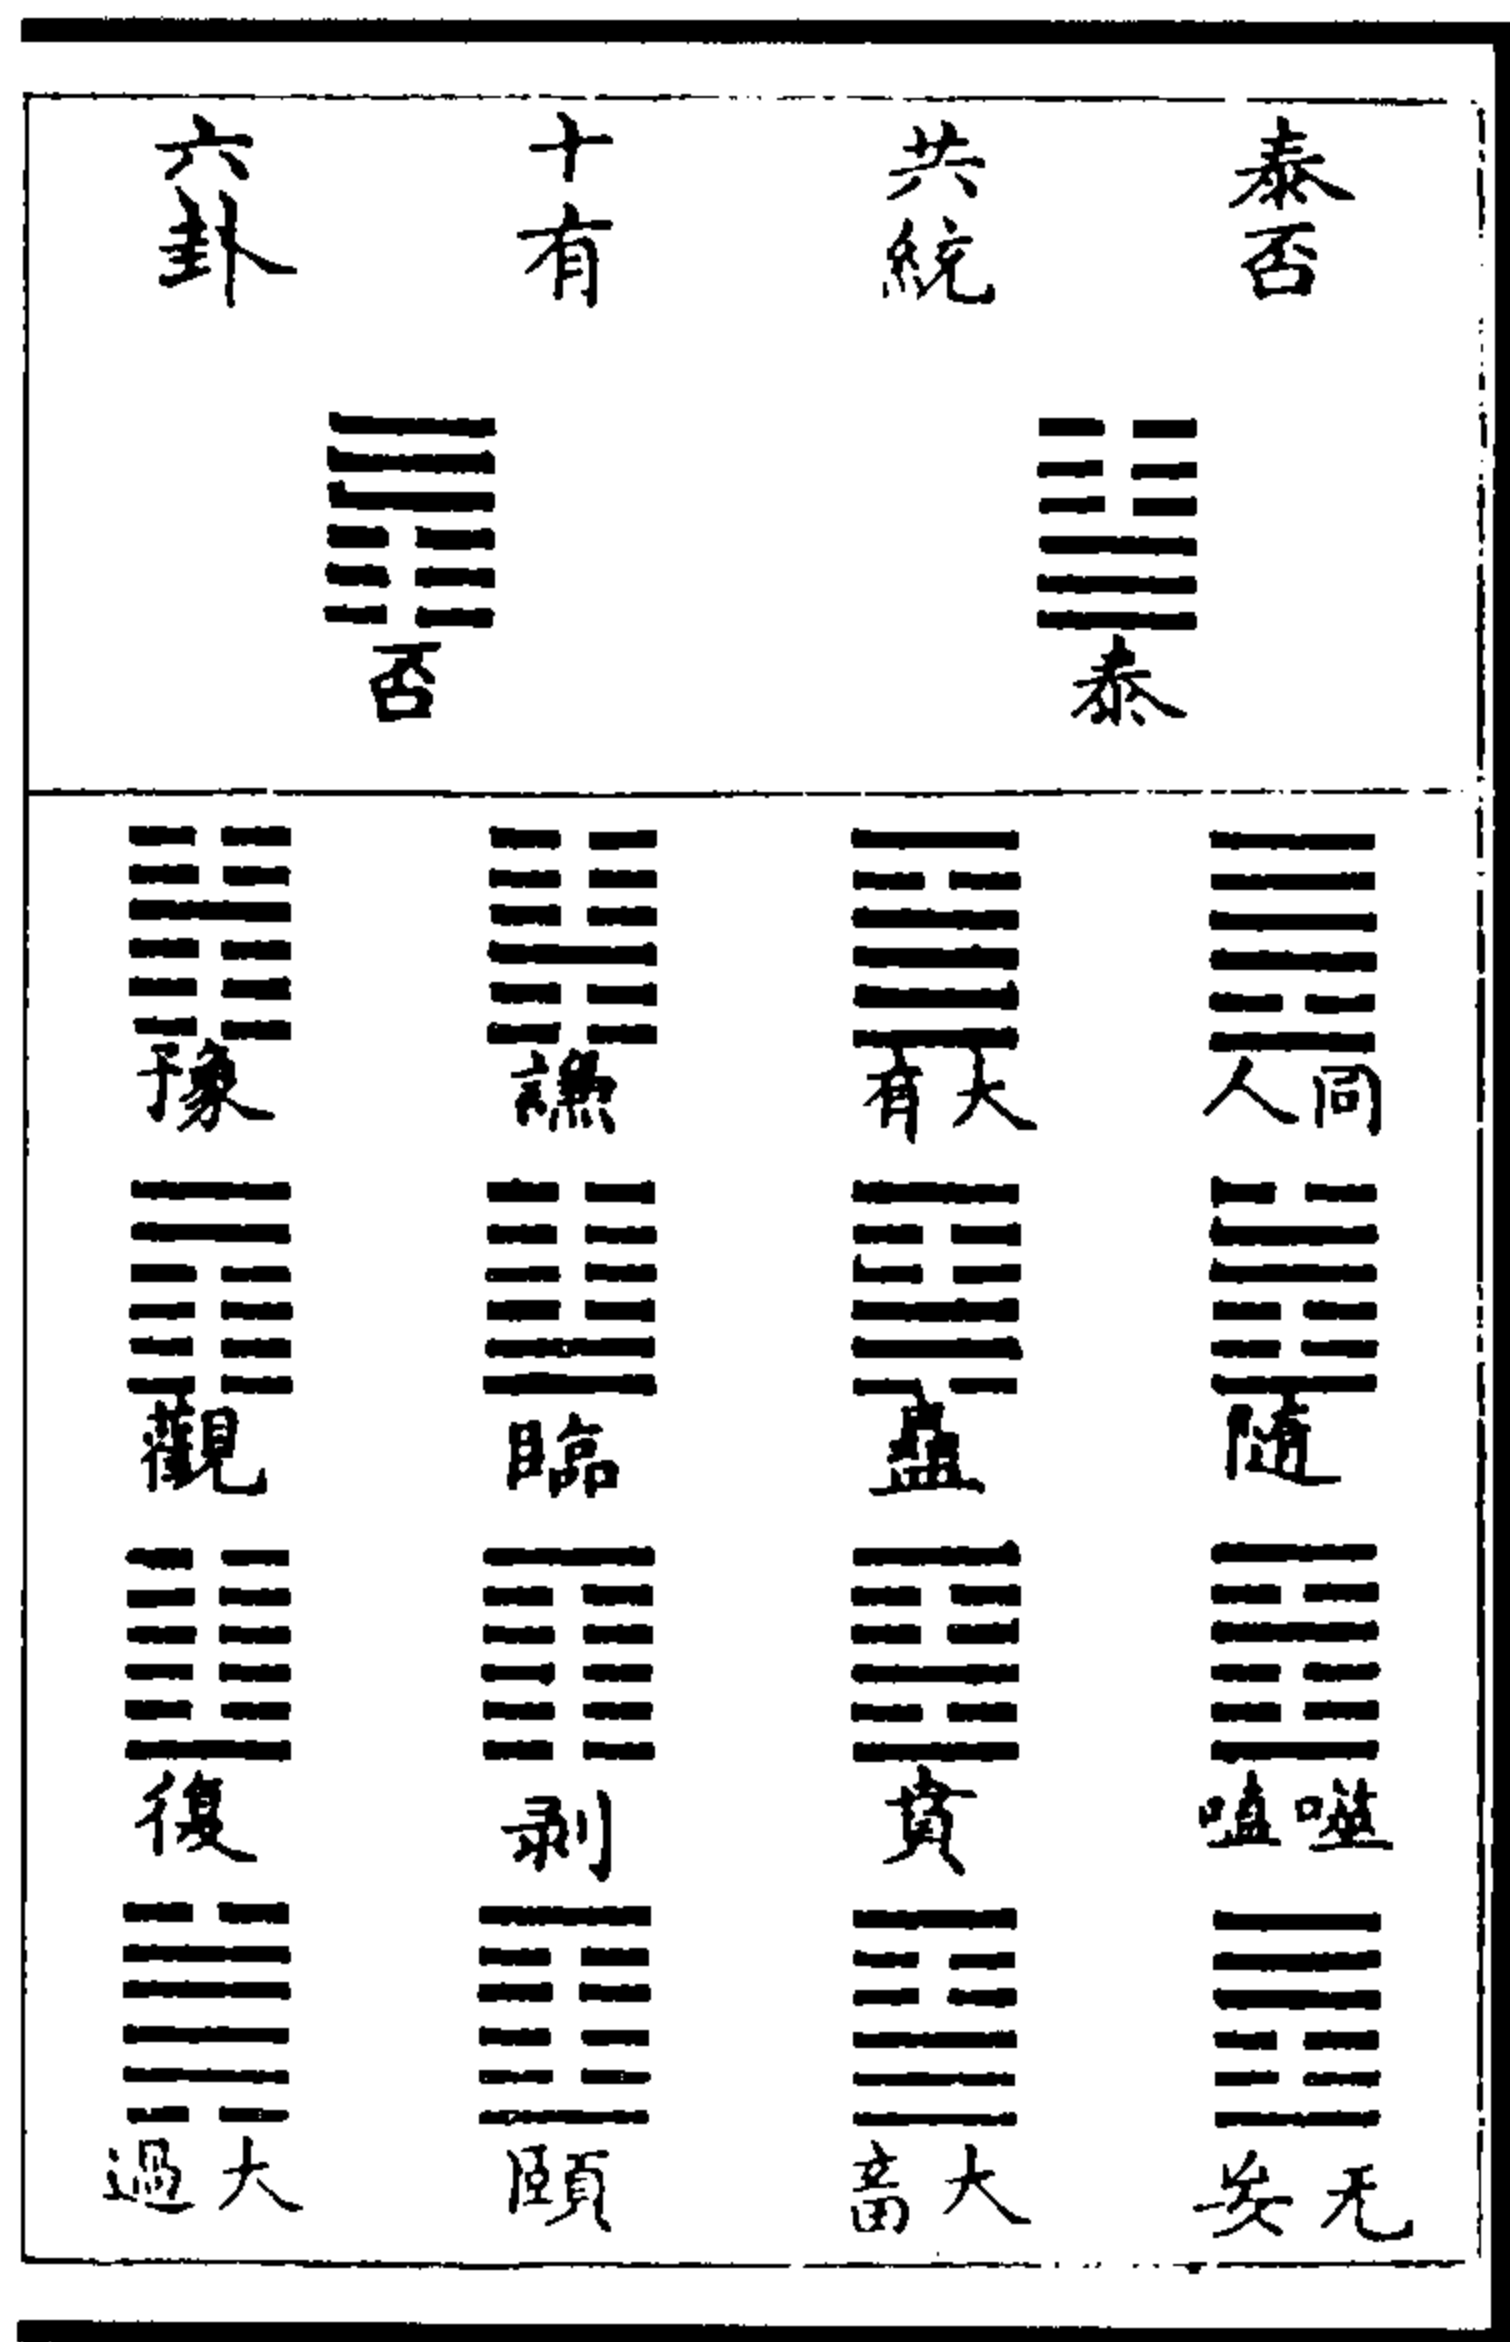 泰否
共統
十有
六卦
泰
否
同人
大有
謙
豫
隨
蠱
臨
觀
噬嗑
賁
剥
復
无妄
大畜
頤
大過